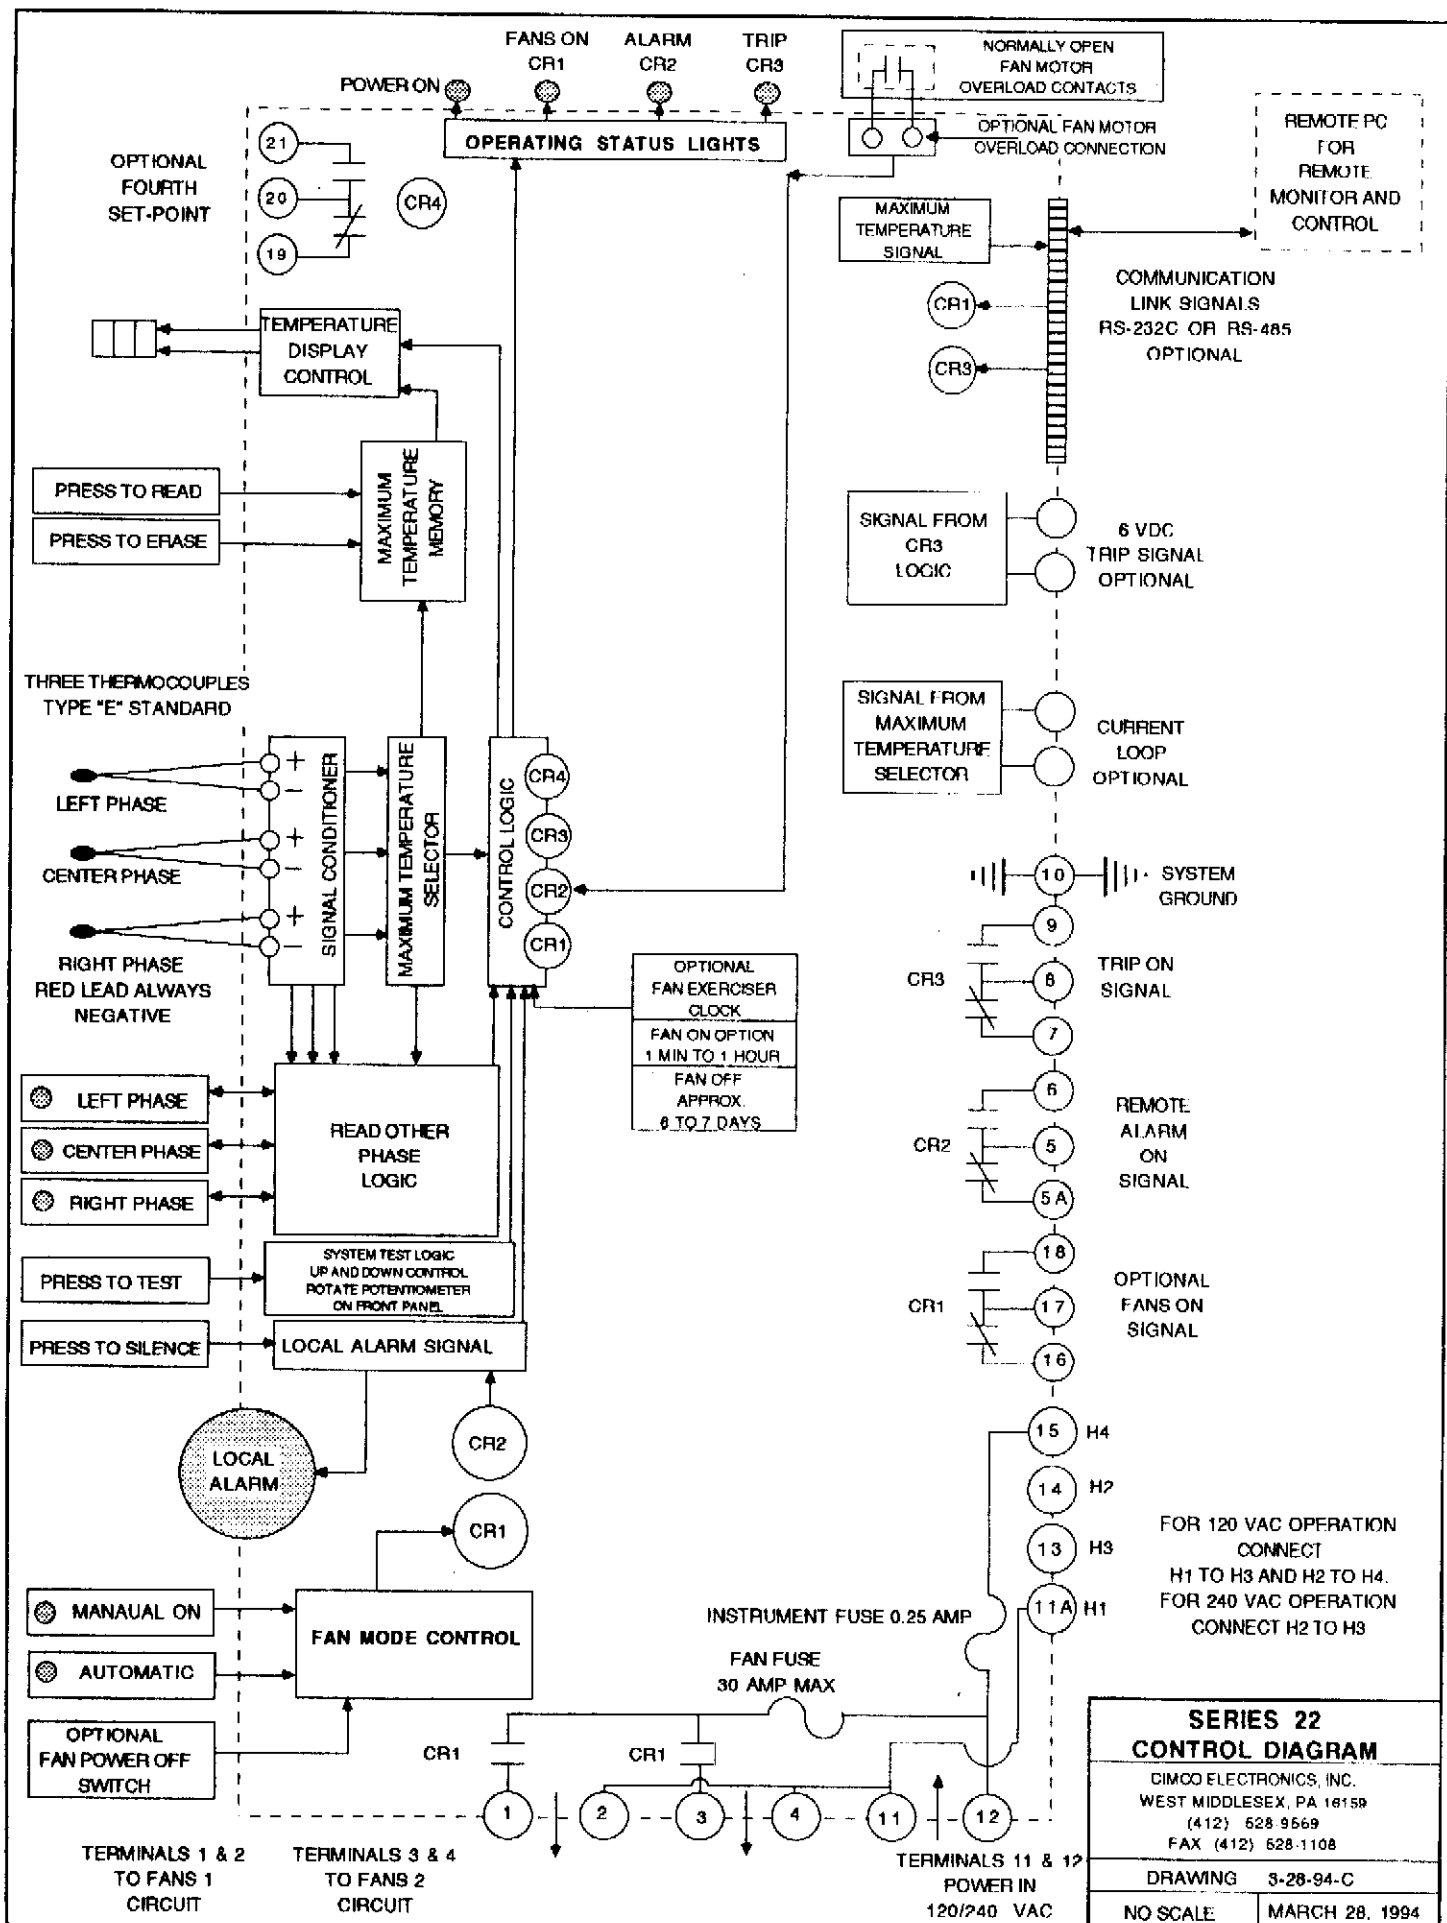 FANS ON
CR1
ALARM
CR2
TRIP
CR3
POWER ON
OPERATING STATUS LIGHTS
NORMALLY OPEN
FAN MOTOR
OVERLOAD CONTACTS
OPTIONAL FAN MOTOR
OVERLOAD CONNECTION
REMOTE PC
FOR
REMOTE
MONITOR AND
CONTROL
OPTIONAL
FOURTH
SET-POINT
21
20
19
CR4
MAXIMUM
TEMPERATURE
SIGNAL
CR1
CR3
COMMUNICATION
LINK SIGNALS
RS-232C OR RS-485
OPTIONAL
TEMPERATURE
DISPLAY
CONTROL
MAXIMUM
TEMPERATURE
MEMORY
PRESS TO READ
PRESS TO ERASE
SIGNAL FROM
CR3
LOGIC
6 VDC
TRIP SIGNAL
OPTIONAL
THREE THERMOCOUPLES
TYPE "E" STANDARD
+
−
LEFT PHASE
+
−
CENTER PHASE
+
−
RIGHT PHASE
RED LEAD ALWAYS
NEGATIVE
SIGNAL CONDITIONER
MAXIMUM TEMPERATURE
SELECTOR
CONTROL LOGIC
CR4
CR3
CR2
CR1
SIGNAL FROM
MAXIMUM
TEMPERATURE
SELECTOR
CURRENT
LOOP
OPTIONAL
10
SYSTEM
GROUND
OPTIONAL
FAN EXERCISER
CLOCK
FAN ON OPTION
1 MIN TO 1 HOUR
FAN OFF
APPROX.
6 TO 7 DAYS
CR3
9
8
7
TRIP ON
SIGNAL
CR2
6
5
5A
REMOTE
ALARM
ON
SIGNAL
CR1
18
17
16
OPTIONAL
FANS ON
SIGNAL
LEFT PHASE
CENTER PHASE
RIGHT PHASE
READ OTHER
PHASE
LOGIC
PRESS TO TEST
SYSTEM TEST LOGIC
UP AND DOWN CONTROL
ROTATE POTENTIOMETER
ON FRONT PANEL
PRESS TO SILENCE
LOCAL ALARM SIGNAL
LOCAL
ALARM
CR2
CR1
15 H4
14 H2
13 H3
11A H1
FOR 120 VAC OPERATION
CONNECT
H1 TO H3 AND H2 TO H4.
FOR 240 VAC OPERATION
CONNECT H2 TO H3
MANAUAL ON
AUTOMATIC
OPTIONAL
FAN POWER OFF
SWITCH
FAN MODE CONTROL
INSTRUMENT FUSE 0.25 AMP
FAN FUSE
30 AMP MAX
CR1
CR1
1
2
3
4
11
12
TERMINALS 1 & 2
TO FANS 1
CIRCUIT
TERMINALS 3 & 4
TO FANS 2
CIRCUIT
TERMINALS 11 & 12
POWER IN
120/240 VAC
SERIES 22
CONTROL DIAGRAM
CIMCO ELECTRONICS, INC.
WEST MIDDLESEX, PA 16159
(412) 528-9569
FAX (412) 528-1108
DRAWING 3-28-94-C
NO SCALE
MARCH 28, 1994